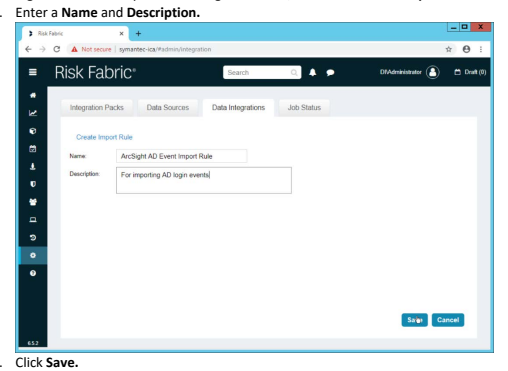 . Enter a Name and Description.
Risk Fabric
Not secure | symantec-ica/#admin/integration
Risk Fabric®
Search
DI\Administrator
Draft (0)
Integration Packs
Data Sources
Data Integrations
Job Status
Create Import Rule
Name:
ArcSight AD Event Import Rule
Description:
For importing AD login events
Save
Cancel
6.5.2
. Click Save.